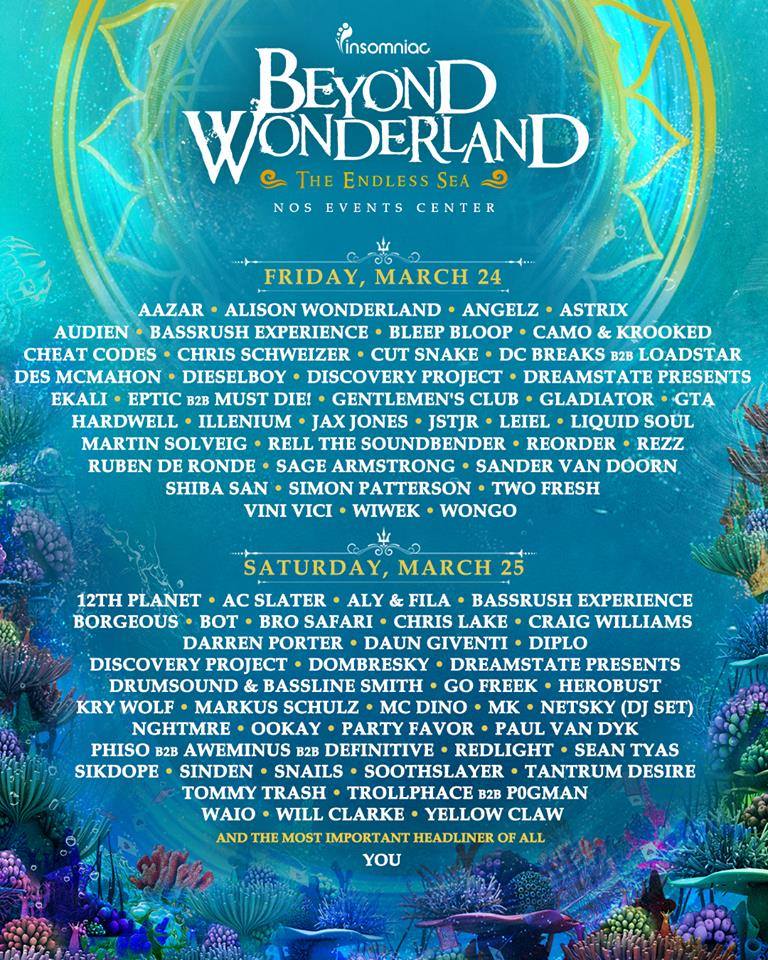 insomniac
BEYOND
WONDERLAND
THE ENDLESS SEA
NOS EVENTS CENTER
FRIDAY, MARCH 24
AAZAR • ALISON WONDERLAND • ANGELZ • ASTRIX
AUDIEN • BASSRUSH EXPERIENCE • BLEEP BLOOP • CAMO & KROOKED
CHEAT CODES • CHRIS SCHWEIZER • CUT SNAKE • DC BREAKS B2B LOADSTAR
DES MCMAHON • DIESELBOY • DISCOVERY PROJECT • DREAMSTATE PRESENTS
EKALI • EPTIC B2B MUST DIE! • GENTLEMEN'S CLUB • GLADIATOR • GTA
HARDWELL • ILLENIUM • JAX JONES • JSTJR • LEIEL • LIQUID SOUL
MARTIN SOLVEIG • RELL THE SOUNDBENDER • REORDER • REZZ
RUBEN DE RONDE • SAGE ARMSTRONG • SANDER VAN DOORN
SHIBA SAN • SIMON PATTERSON • TWO FRESH
VINI VICI • WIWEK • WONGO
SATURDAY, MARCH 25
12TH PLANET • AC SLATER • ALY & FILA • BASSRUSH EXPERIENCE
BORGEOUS • BOT • BRO SAFARI • CHRIS LAKE • CRAIG WILLIAMS
DARREN PORTER • DAUN GIVENTI • DIPLO
DISCOVERY PROJECT • DOMBRESKY • DREAMSTATE PRESENTS
DRUMSOUND & BASSLINE SMITH • GO FREEK • HEROBUST
KRY WOLF • MARKUS SCHULZ • MC DINO • MK • NETSKY (DJ SET)
NGHTMRE • OOKAY • PARTY FAVOR • PAUL VAN DYK
PHISO B2B AWEMINUS B2B DEFINITIVE • REDLIGHT • SEAN TYAS
SIKDOPE • SINDEN • SNAILS • SOOTHSLAYER • TANTRUM DESIRE
TOMMY TRASH • TROLLPHACE B2B P0GMAN
WAIO • WILL CLARKE • YELLOW CLAW
AND THE MOST IMPORTANT HEADLINER OF ALL
YOU